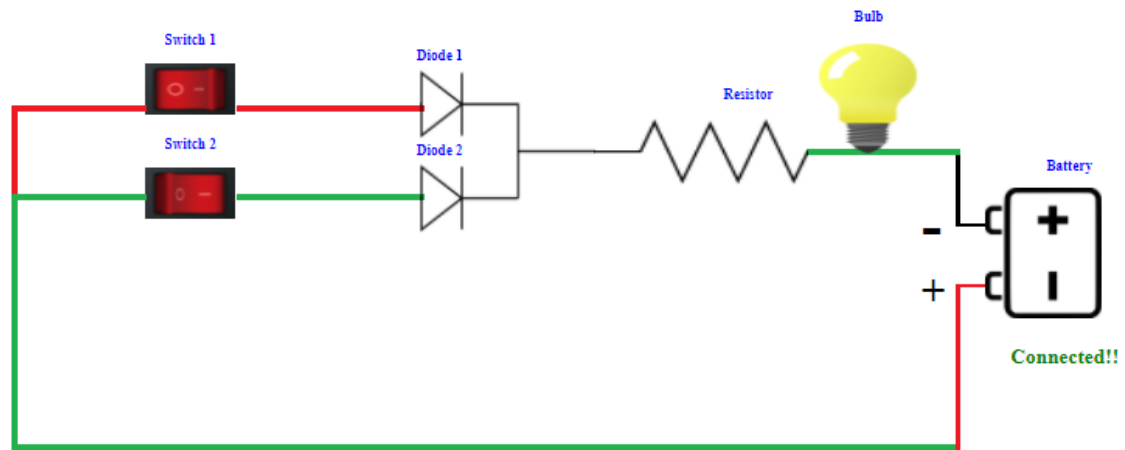 Bulb
Switch 1
Diode 1
Resistor
Switch 2
Diode 2
Battery
+
-
+
-
Connected!!
O -
O -